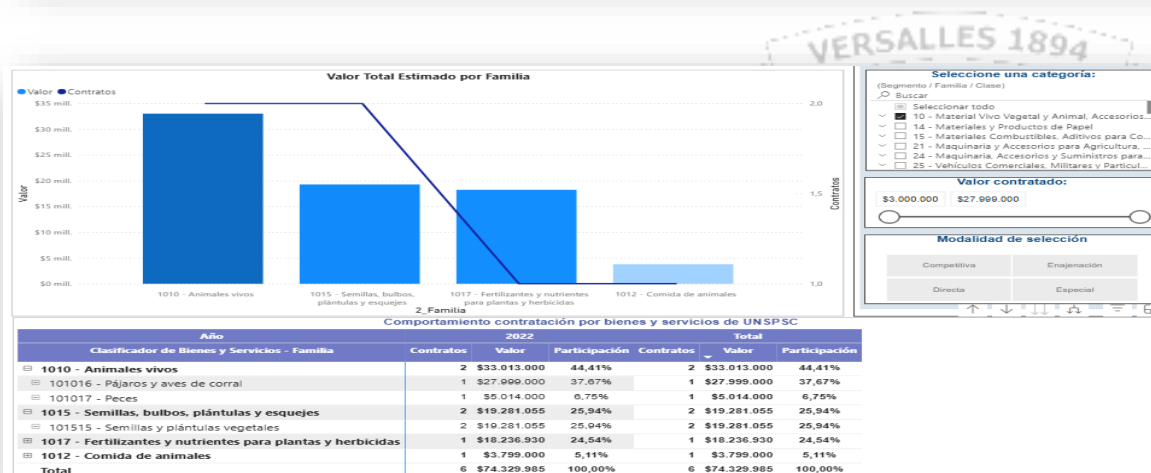 VERSALLES 1894
Valor Total Estimado por Familia
Valor Contratos
$35 mill.
$30 mill.
$25 mill.
$20 mill.
$15 mill.
$10 mill.
$5 mill.
$0 mill.
Valor
2,0
1,5
1,0
Contratos
1010 - Animales vivos
1015 - Semillas, bulbos,
plántulas y esquejes
1017 - Fertilizantes y nutrientes
para plantas y herbicidas
1012 - Comida de animales
2_Familia
Seleccione una categoría:
(Segmento / Familia / Clase)
Buscar
Seleccionar todo
10 - Material Vivo Vegetal y Animal, Accesorios...
14 - Materiales y Productos de Papel
15 - Materiales Combustibles, Aditivos para Co...
21 - Maquinaria y Accesorios para Agricultura, ...
24 - Maquinaria, Accesorios y Suministros para...
25 - Vehículos Comerciales, Militares y Particul...
Valor contratado:
$3.000.000 $27.999.000
Modalidad de selección
Competitiva Enajenación
Directa Especial
Comportamiento contratación por bienes y servicios de UNSPSC
Año 2022 Total
Clasificador de Bienes y Servicios - Familia Contratos Valor Participación Contratos Valor Participación
1010 - Animales vivos 2 $33.013.000 44,41% 2 $33.013.000 44,41%
101016 - Pájaros y aves de corral 1 $27.999.000 37,67% 1 $27.999.000 37,67%
101017 - Peces 1 $5.014.000 6,75% 1 $5.014.000 6,75%
1015 - Semillas, bulbos, plántulas y esquejes 2 $19.281.055 25,94% 2 $19.281.055 25,94%
101515 - Semillas y plántulas vegetales 2 $19.281.055 25,94% 2 $19.281.055 25,94%
1017 - Fertilizantes y nutrientes para plantas y herbicidas 1 $18.236.930 24,54% 1 $18.236.930 24,54%
1012 - Comida de animales 1 $3.799.000 5,11% 1 $3.799.000 5,11%
Total 6 $74.329.985 100,00% 6 $74.329.985 100,00%